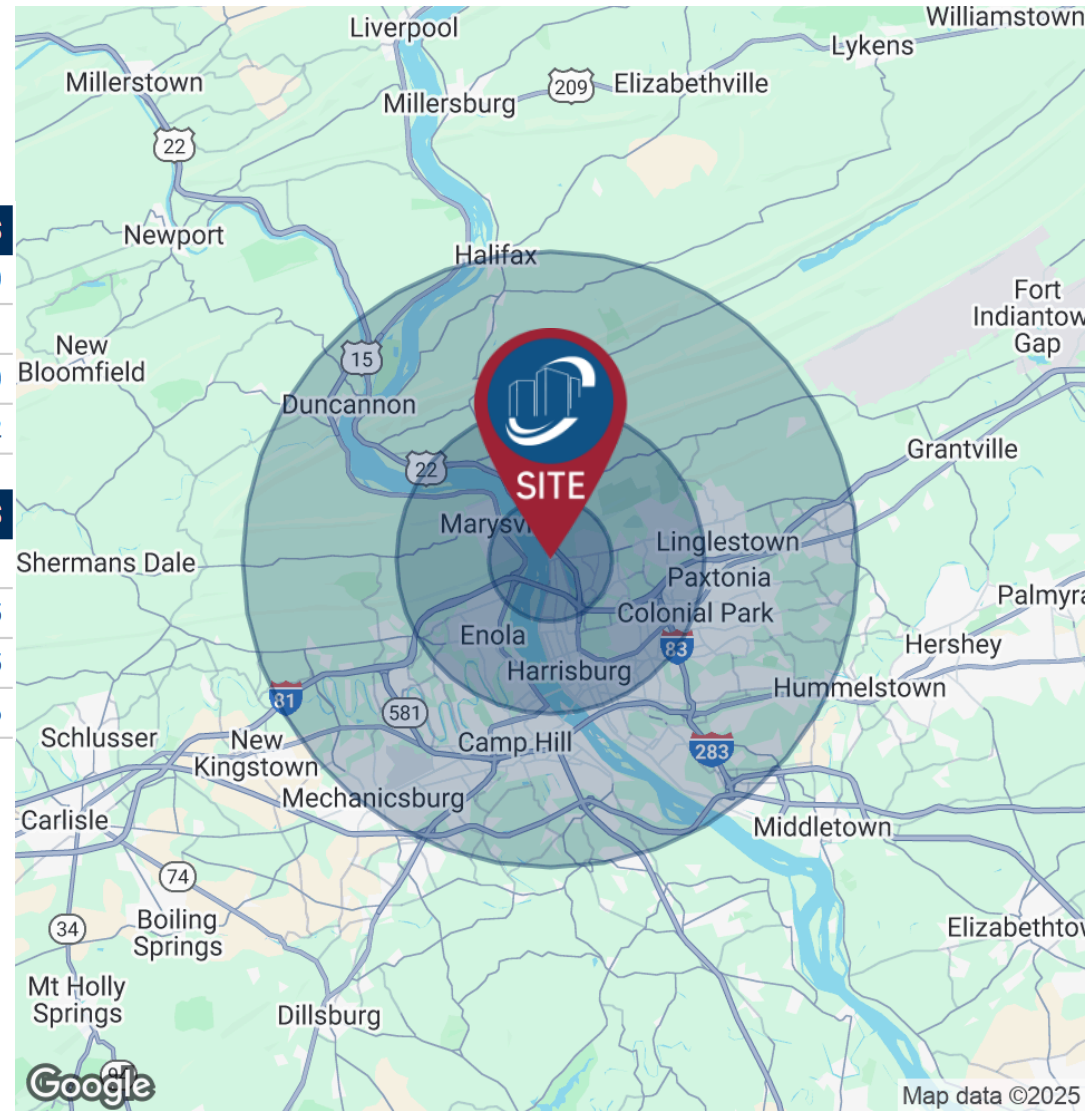 Williamstown
Liverpool
Lykens
Millerstown
209
Elizabethville
Millersburg
22
Newport
Halifax
Fort
Indiantow
Gap
New
Bloomfield
15
Duncannon
Grantville
22
SITE
Marysvi
Linglestown
Shermans Dale
Paxtonia
Palmyra
Colonial Park
Enola
83
Hershey
Harrisburg
Hummelstown
81
581
Schlusser
New
Kingstown
Camp Hill
283
Mechanicsburg
Carlisle
Middletown
74
34
Boiling
Springs
Elizabethtow
Mt Holly
Springs
Dillsburg
Google
Map data ©2025